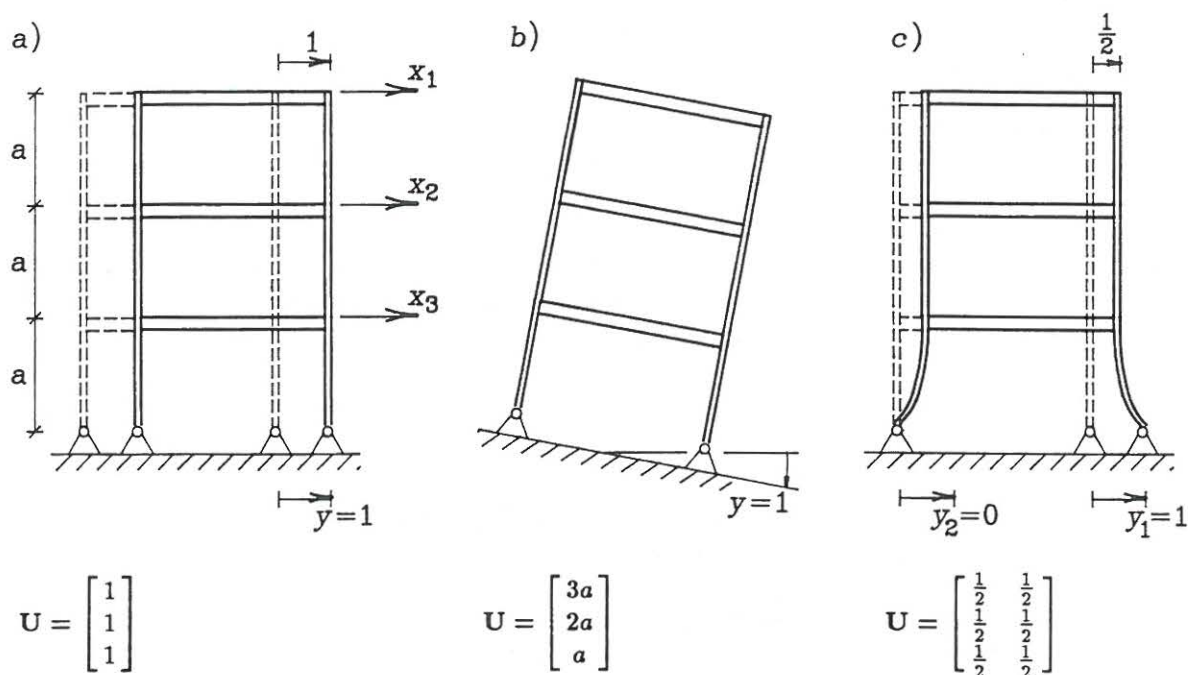 a)
1
x₁
a
x₂
a
x₃
a
y=1
U = [1
1
1]
b)
y=1
U = [3a
2a
a]
c)
1/2
y₂=0
y₁=1
U = [1/2 1/2
1/2 1/2
1/2 1/2]